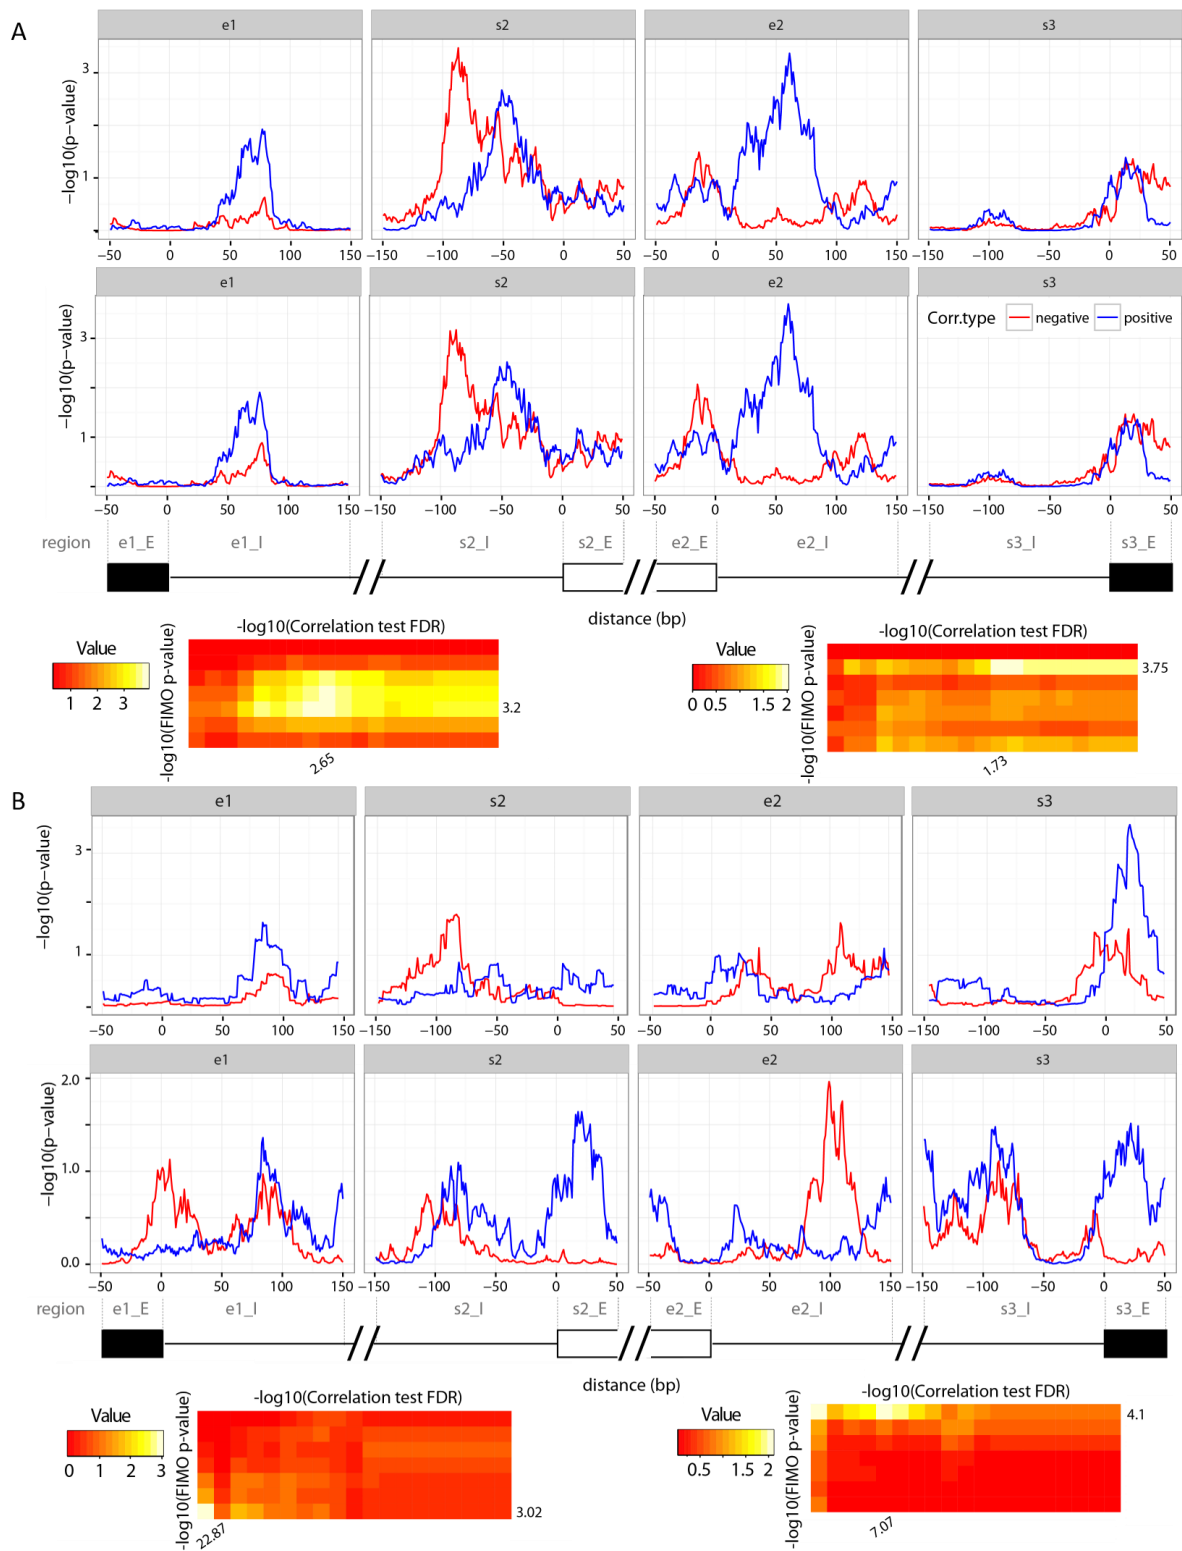 A
e1 s2 e2 s3
−log10(p−value)
3
1
−50 0 50 100 150 −150 −100 −50 0 50 −50 0 50 100 150 −150 −100 −50 0 50
e1 s2 e2 s3
−log10(p−value)
3
1
Corr.type negative positive
−50 0 50 100 150 −150 −100 −50 0 50 −50 0 50 100 150 −150 −100 −50 0 50
region e1_E e1_I s2_I s2_E e2_E e2_I s3_I s3_E
distance (bp)
-log10(Correlation test FDR)
Value
1 2 3
-log10(FIMO p-value)
3.2
2.65
-log10(Correlation test FDR)
Value
0 0.5 1.5 2
-log10(FIMO p-value)
3.75
1.73
B
e1 s2 e2 s3
−log10(p−value)
3
1
−50 0 50 100 150 −150 −100 −50 0 50 −50 0 50 100 150 −150 −100 −50 0 50
e1 s2 e2 s3
−log10(p−value)
2.0
1.0
0.0
−50 0 50 100 150 −150 −100 −50 0 50 −50 0 50 100 150 −150 −100 −50 0 50
region e1_E e1_I s2_I s2_E e2_E e2_I s3_I s3_E
distance (bp)
-log10(Correlation test FDR)
Value
0 1 2 3
-log10(FIMO p-value)
3.02
22.87
-log10(Correlation test FDR)
Value
0.5 1.5 2
-log10(FIMO p-value)
4.1
7.07